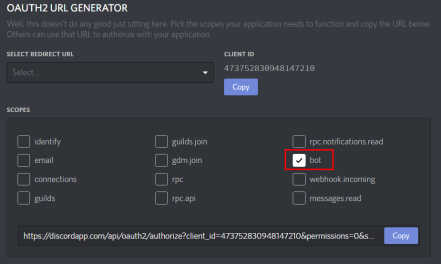 OAUTH2 URL GENERATOR
Well, this doesn't do any good just sitting here. Pick the scopes your application needs to function and copy the URL below.
Others can use that URL to authorize with your application.
SELECT REDIRECT URL
CLIENT ID
Select...
473752830948147210
Copy
SCOPES
identify
guilds.join
rpc.notifications.read
email
gdm.join
bot
connections
rpc
webhook.incoming
guilds
rpc.api
messages.read
https://discordapp.com/api/oauth2/authorize?client_id=473752830948147210&permissions=0&s...
Copy